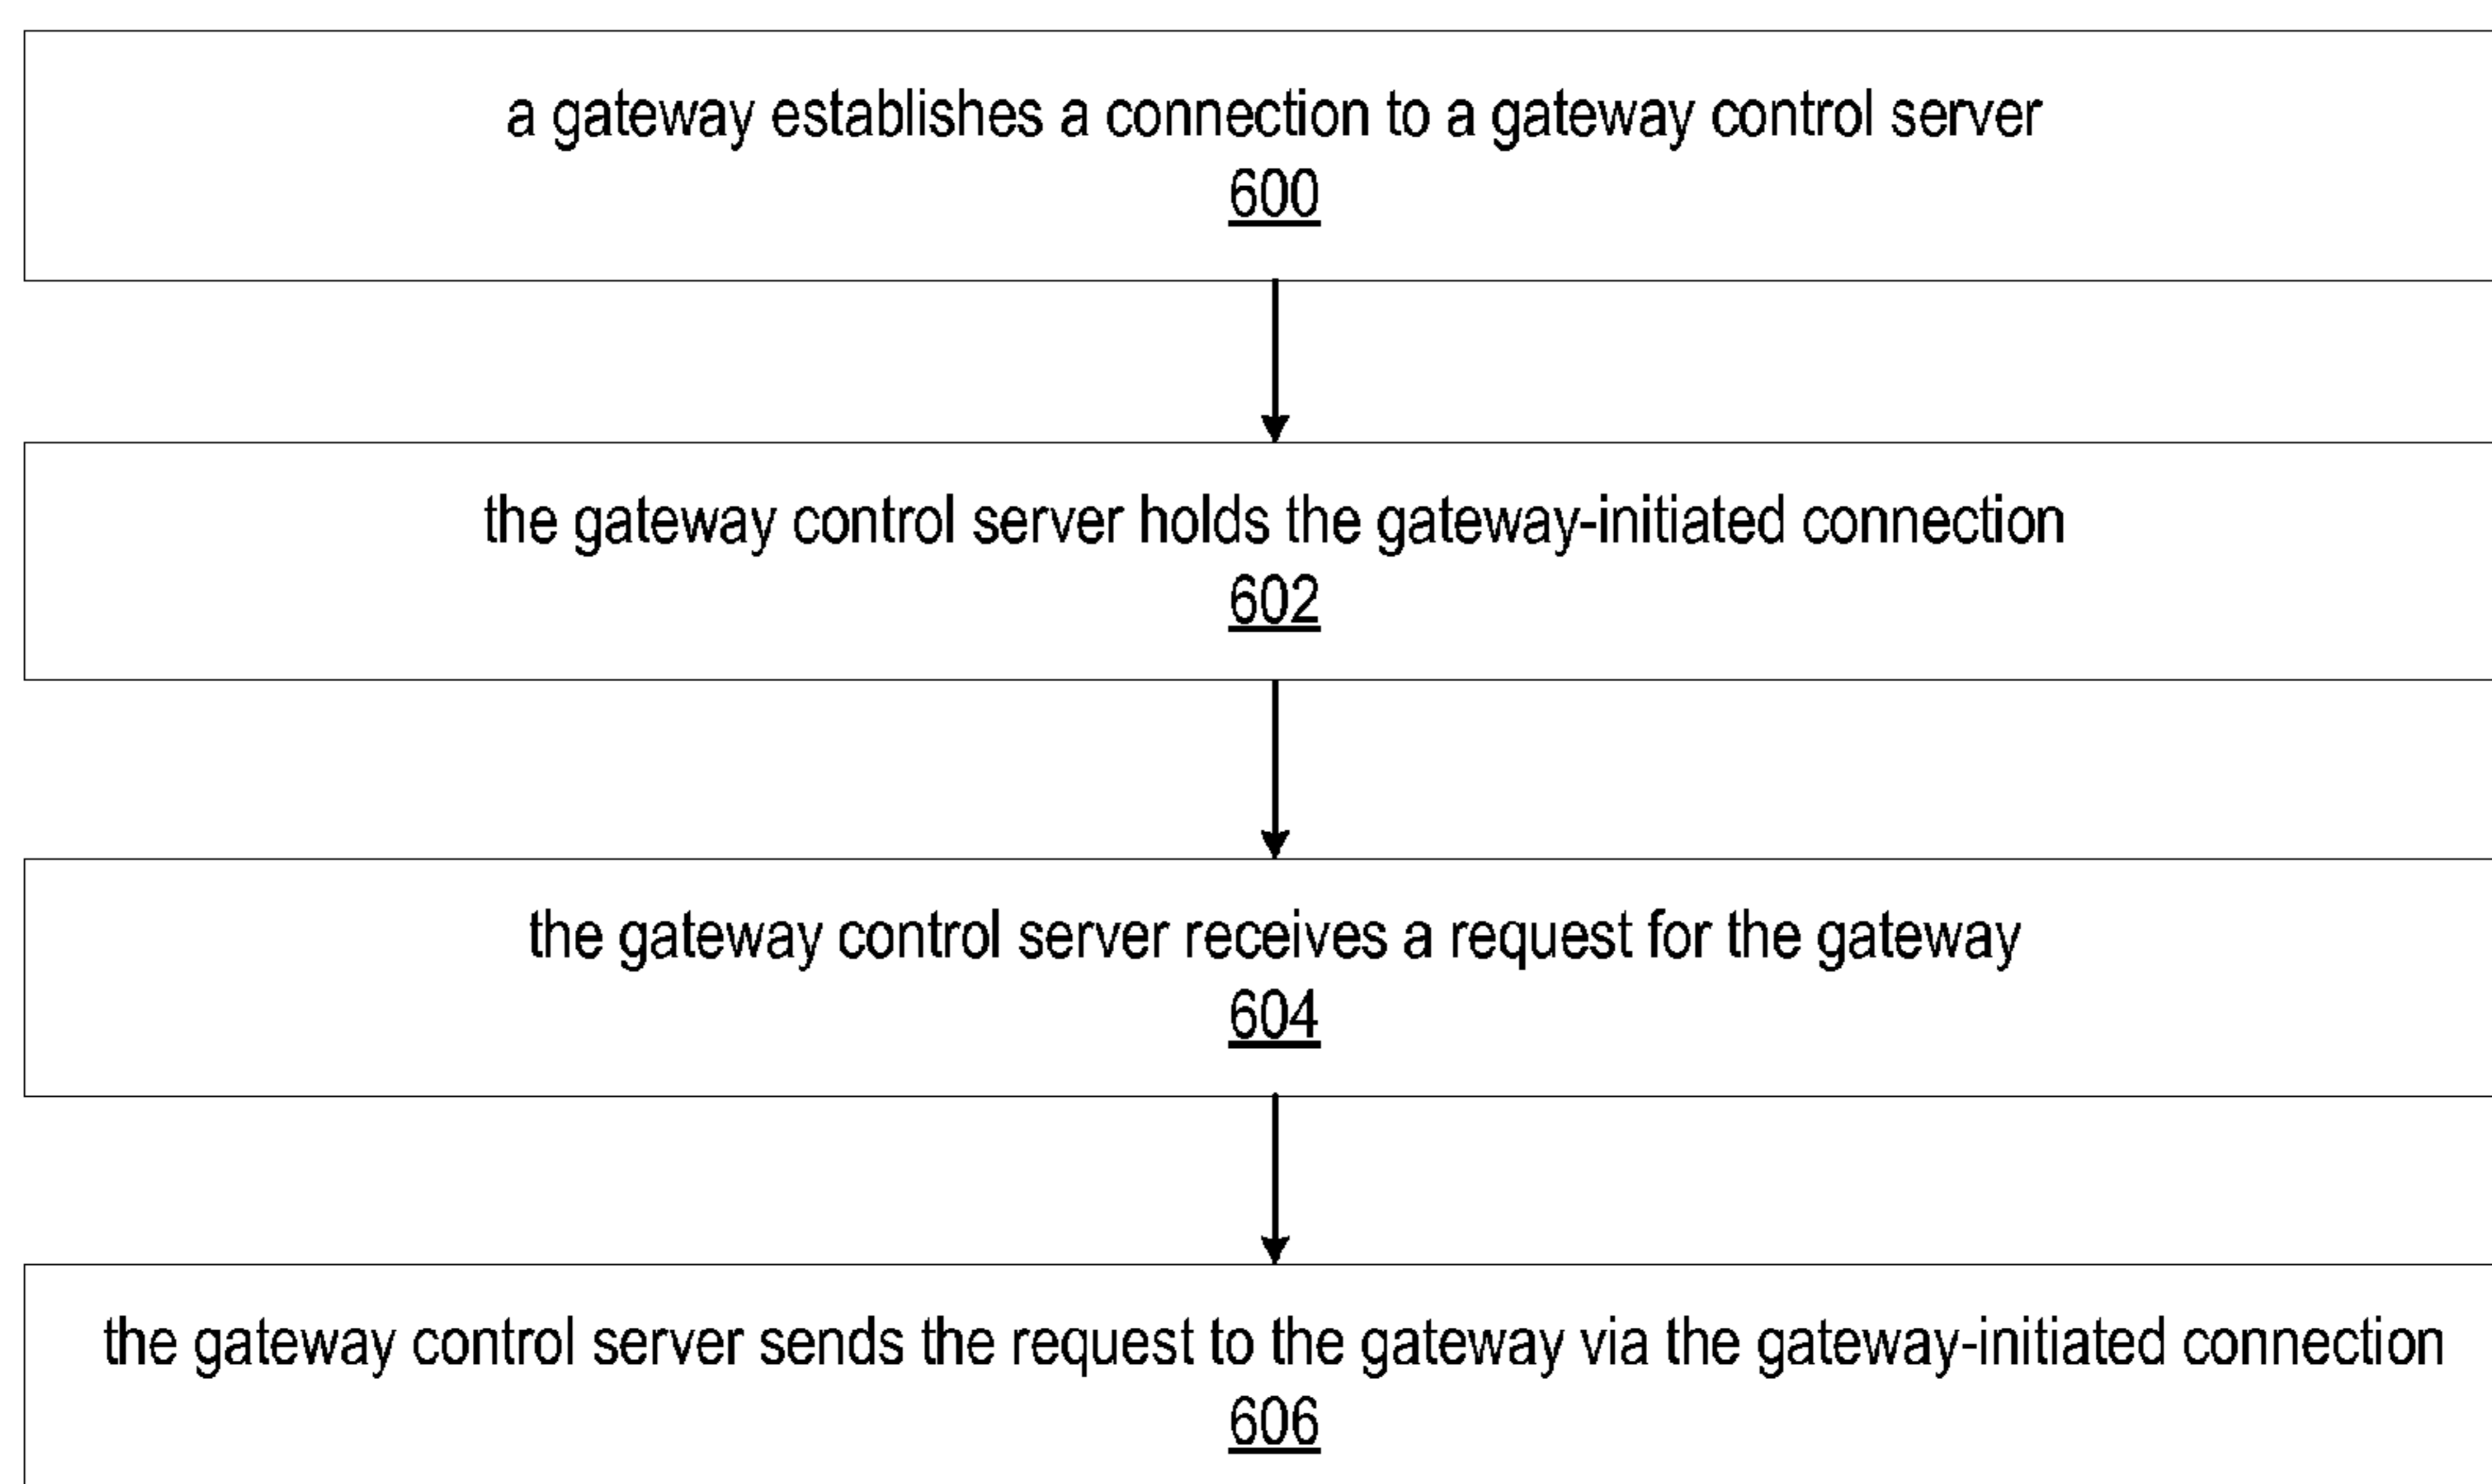 a gateway establishes a connection to a gateway control server
600
the gateway control server holds the gateway-initiated connection
602
the gateway control server receives a request for the gateway
604
the gateway control server sends the request to the gateway via the gateway-initiated connection
606